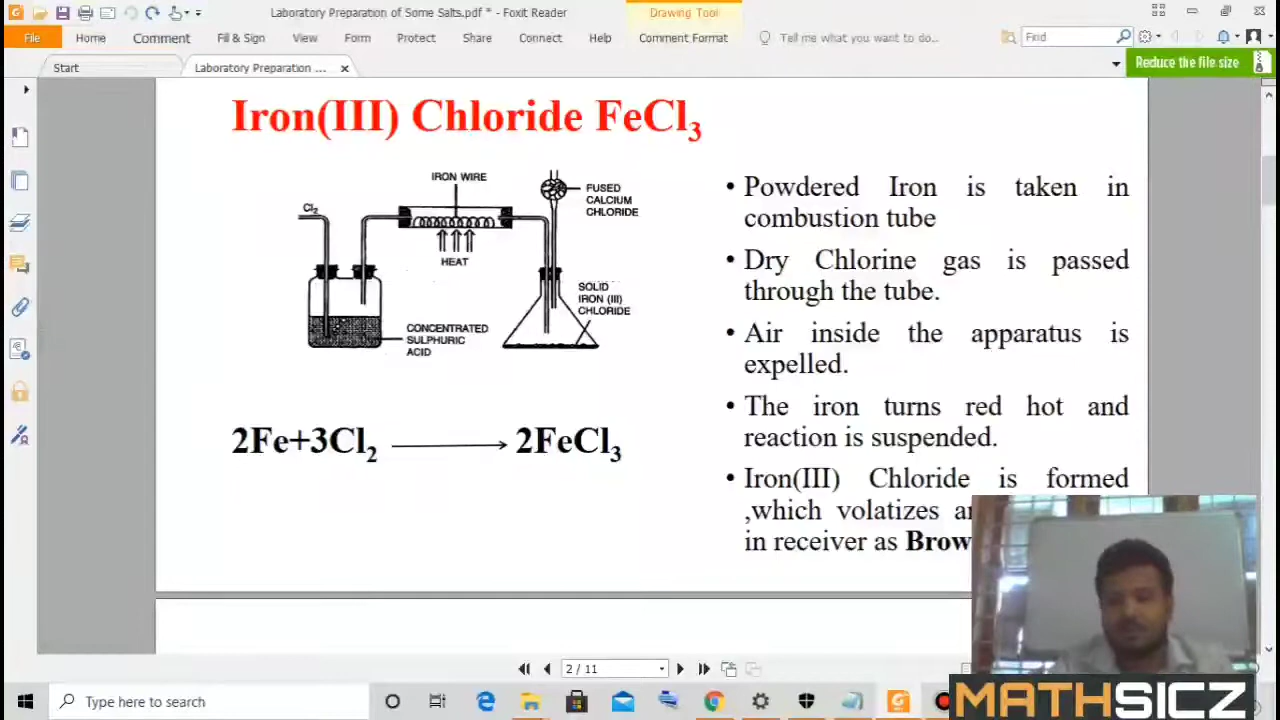 Laboratory Preparation of Some Salts.pdf * - Foxit Reader
Drawing Tool
File Home Comment Fill & Sign View Form Protect Share Connect Help Comment Format Tell me what you want to do... Find
Start Laboratory Preparation ... Reduce the file size
Iron(III) Chloride FeCl₃
IRON WIRE
Cl₂
HEAT
FUSED
CALCIUM
CHLORIDE
SOLID
IRON (III)
CHLORIDE
CONCENTRATED
SULPHURIC
ACID
2Fe+3Cl₂ ⟶ 2FeCl₃
• Powdered Iron is taken in
combustion tube
• Dry Chlorine gas is passed
through the tube.
• Air inside the apparatus is
expelled.
• The iron turns red hot and
reaction is suspended.
• Iron(III) Chloride is formed
,which volatizes
in receiver as
2 / 11
Type here to search
MATHSICZ